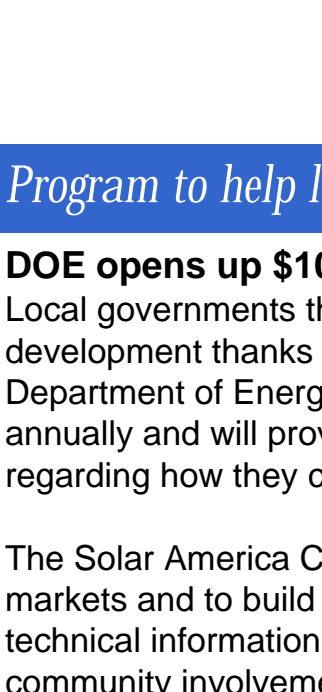 Program to help l
DOE opens up $10
Local governments th
development thanks
Department of Energ
annually and will prov
regarding how they c
The Solar America C
markets and to build
technical information
community involveme